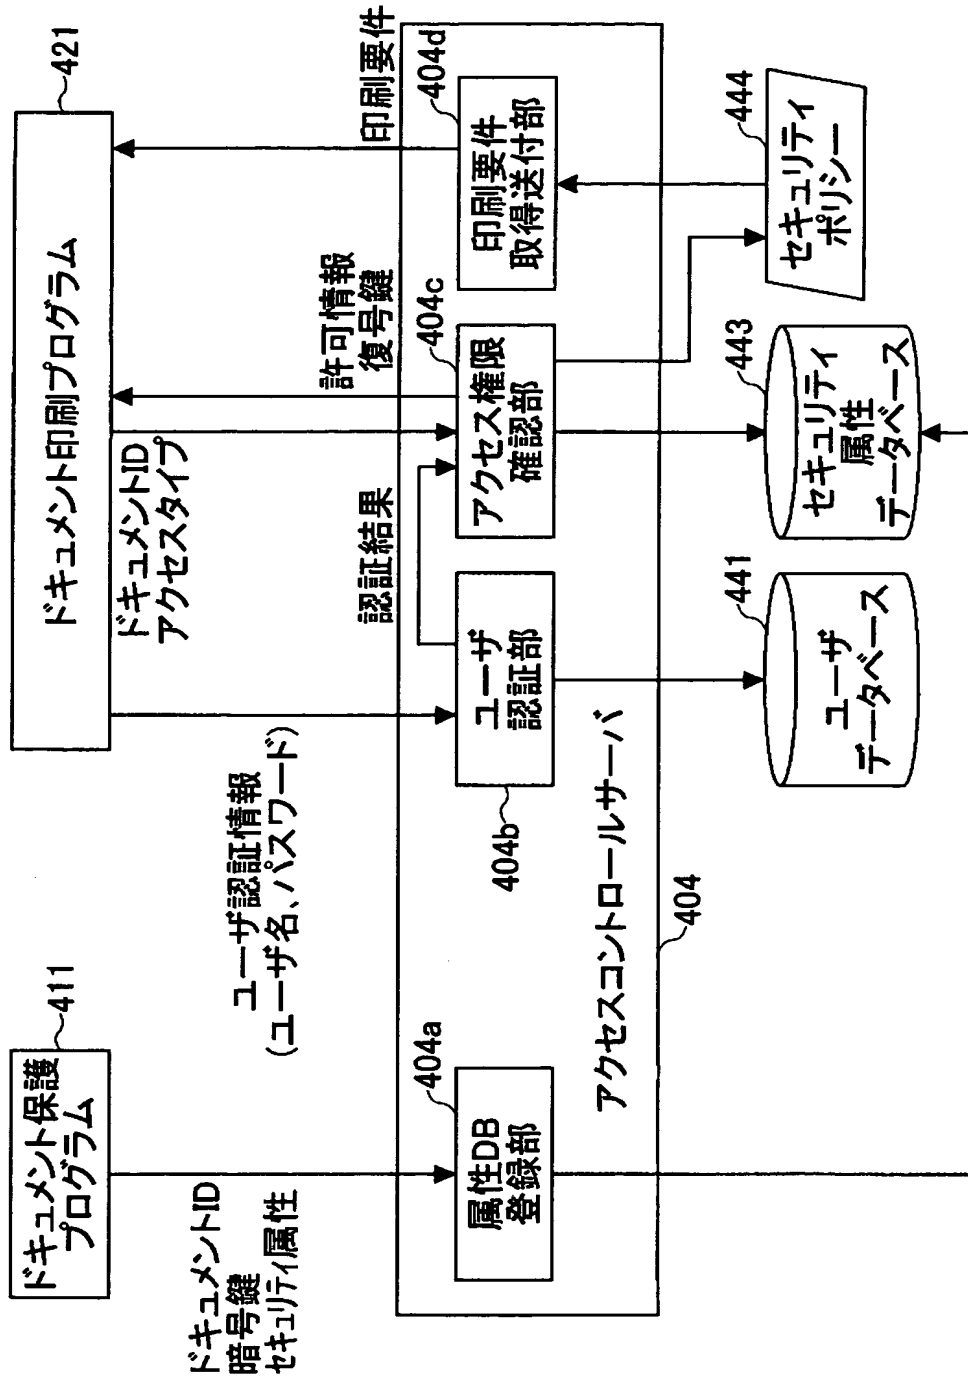 ドキュメント保護
プログラム
411
ドキュメント印刷プログラム
421
ドキュメントID
暗号鍵
セキュリティ属性
ユーザ認証情報
(ユーザ名、パスワード)
ドキュメントID
アクセスタイプ
認証結果
許可情報
復号鍵
印刷要件
属性DB
登録部
404a
ユーザ
認証部
404b
アクセス権限
確認部
404c
印刷要件
取得送付部
404d
アクセスコントロールサーバ
404
ユーザ
データベース
441
セキュリティ
属性
データベース
443
セキュリティ
ポリシー
444